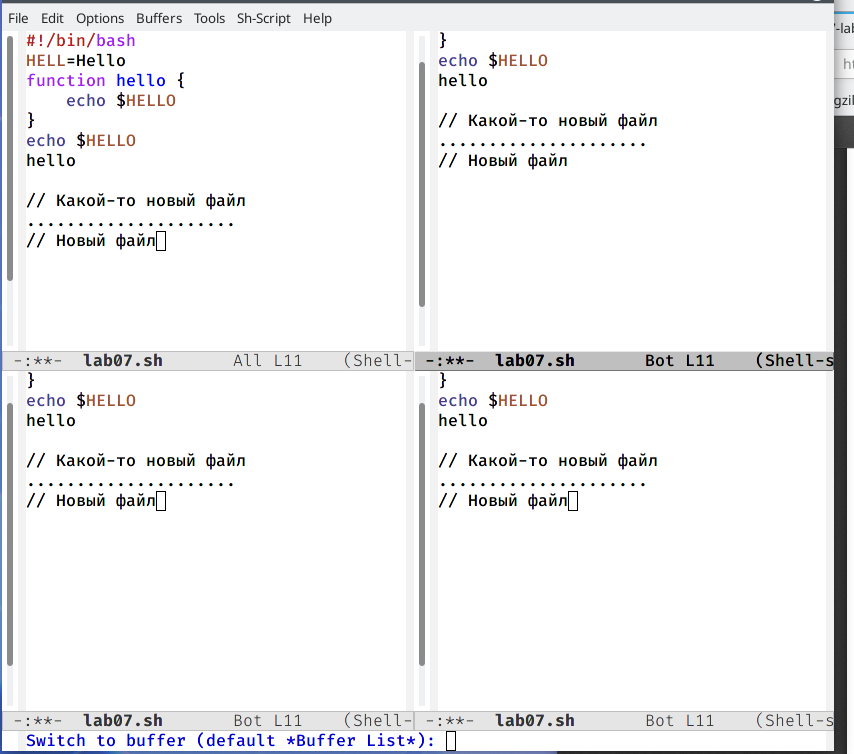 File Edit Options Buffers Tools Sh-Script Help
#!/bin/bash
HELL=Hello
function hello {
    echo $HELLO
}
echo $HELLO
hello

// Какой-то новый файл
.....................
// Новый файл
-:**-  lab07.sh       All L11    (Shell-
}
echo $HELLO
hello

// Какой-то новый файл
.....................
// Новый файл
-:**-  lab07.sh       Bot L11    (Shell-s
}
echo $HELLO
hello

// Какой-то новый файл
.....................
// Новый файл
-:**-  lab07.sh       Bot L11    (Shell-
}
echo $HELLO
hello

// Какой-то новый файл
.....................
// Новый файл
-:**-  lab07.sh       Bot L11    (Shell-s
Switch to buffer (default *Buffer List*):